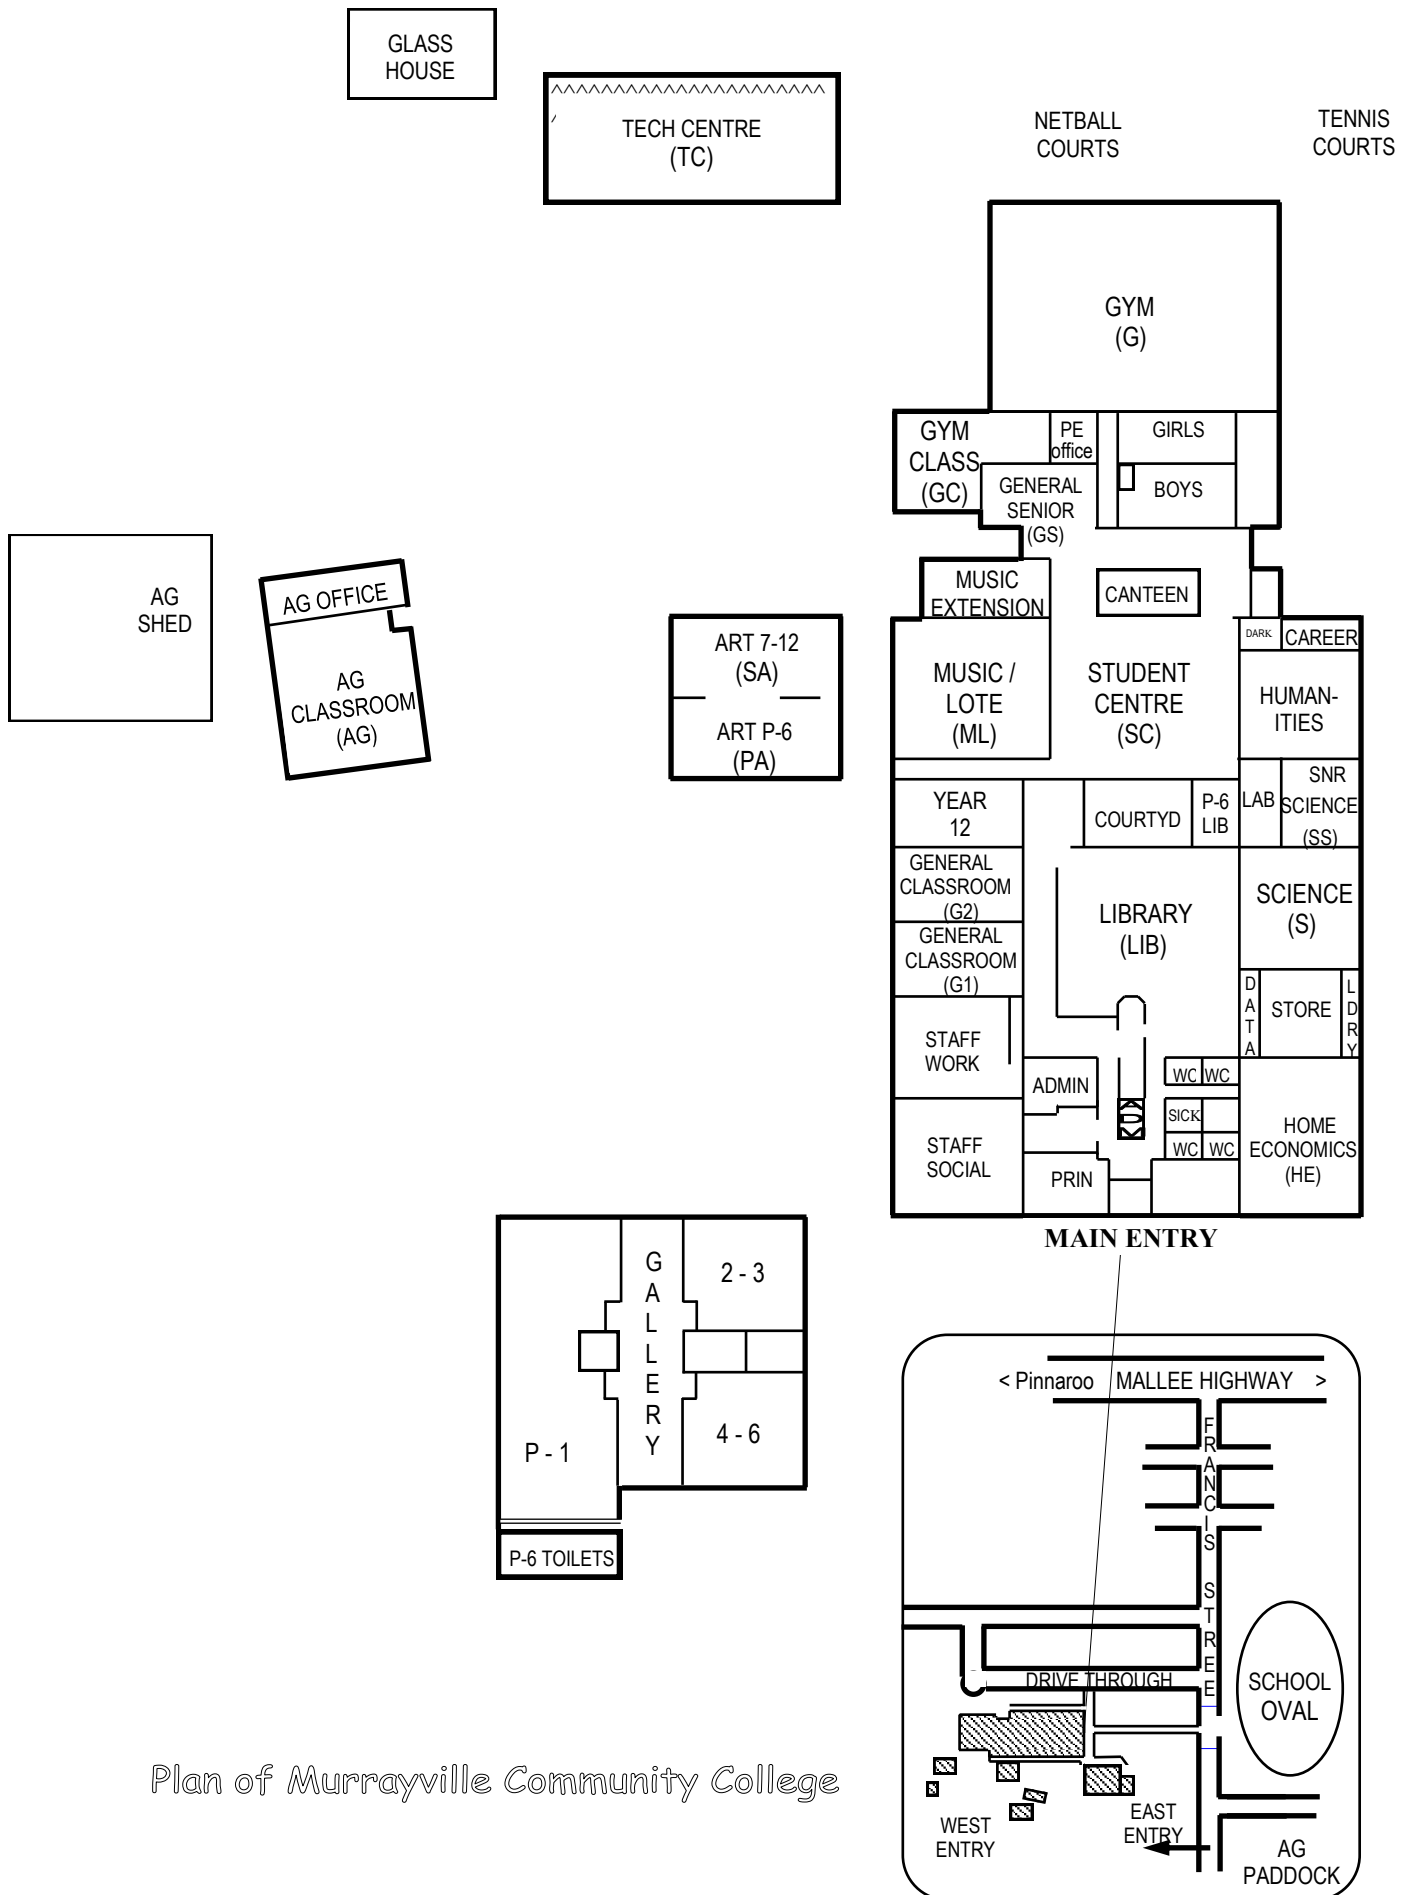 GLASS
HOUSE
TECH CENTRE
(TC)
NETBALL
COURTS
TENNIS
COURTS
GYM
(G)
GYM
CLASS
(GC)
PE
office
GIRLS
BOYS
GENERAL
SENIOR
(GS)
AG
SHED
AG OFFICE
AG
CLASSROOM
(AG)
ART 7-12
(SA)
ART P-6
(PA)
MUSIC
EXTENSION
CANTEEN
DARK
CAREER
MUSIC /
LOTE
(ML)
STUDENT
CENTRE
(SC)
HUMAN-
ITIES
YEAR
12
COURTYD
P-6
LIB
LAB
SNR
SCIENCE
(SS)
GENERAL
CLASSROOM
(G2)
GENERAL
CLASSROOM
(G1)
LIBRARY
(LIB)
SCIENCE
(S)
DATA
STORE
LDRY
STAFF
WORK
ADMIN
WC WC
SICK
WC WC
STAFF
SOCIAL
PRIN
HOME
ECONOMICS
(HE)
MAIN ENTRY
GALLERY
2 - 3
4 - 6
P - 1
P-6 TOILETS
< Pinnaroo MALLEE HIGHWAY >
FRANCIS STREE
DRIVE THROUGH
SCHOOL
OVAL
WEST
ENTRY
EAST
ENTRY
AG
PADDOCK
Plan of Murrayville Community College